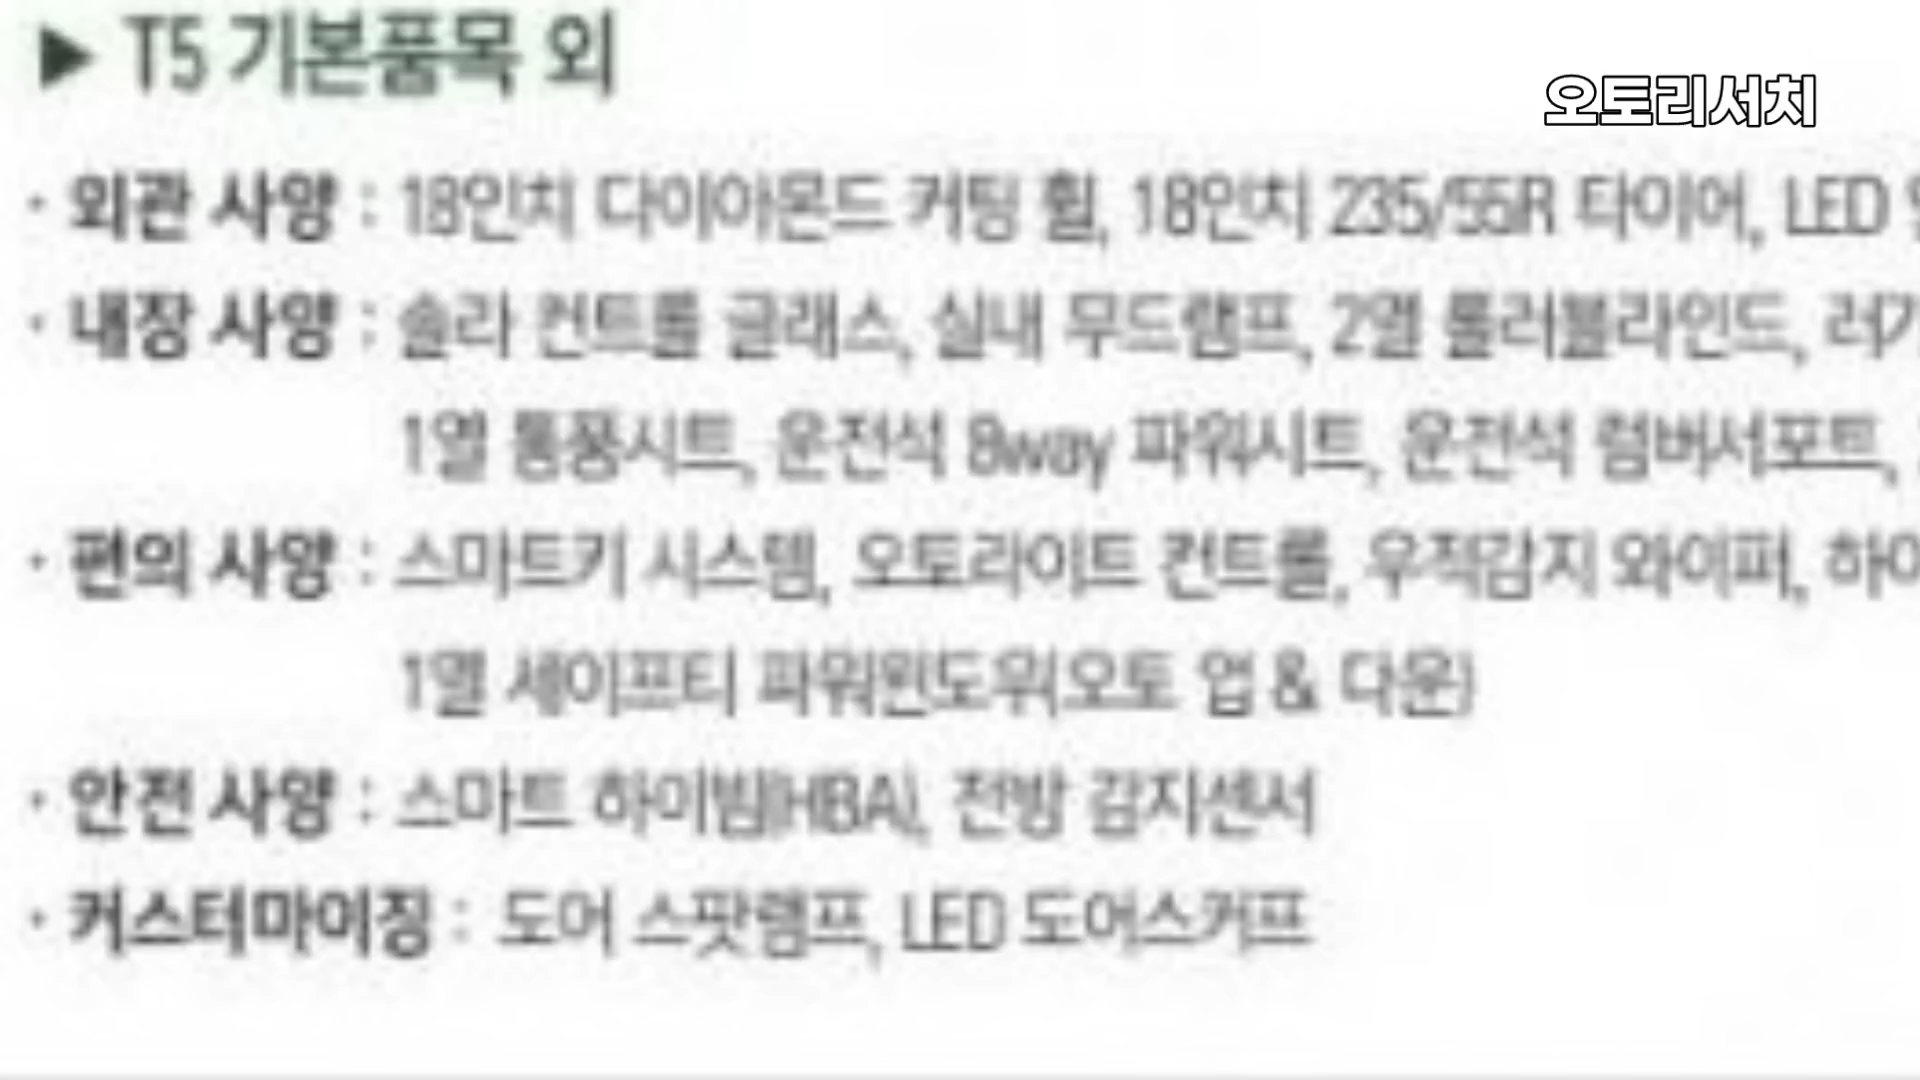 ▶ T5 기본품목 외
오토리서치
· 외관 사양 : 18인치 다이아몬드 커팅 휠, 18인치 235/55R 타이어, LED
· 내장 사양 : 솔라 컨트롤 글래스, 실내 무드램프, 2열 롤러블라인드,
1열 통풍시트, 운전석 8way 파워시트, 운전석 럼버서포트,
· 편의 사양 : 스마트키 시스템, 오토라이트 컨트롤, 우적감지 와이퍼,
1열 세이프티 파워윈도우(오토 업 & 다운)
· 안전 사양 : 스마트 하이빔(HBA), 전방 감지센서
· 커스터마이징 : 도어 스팟램프, LED 도어스커프